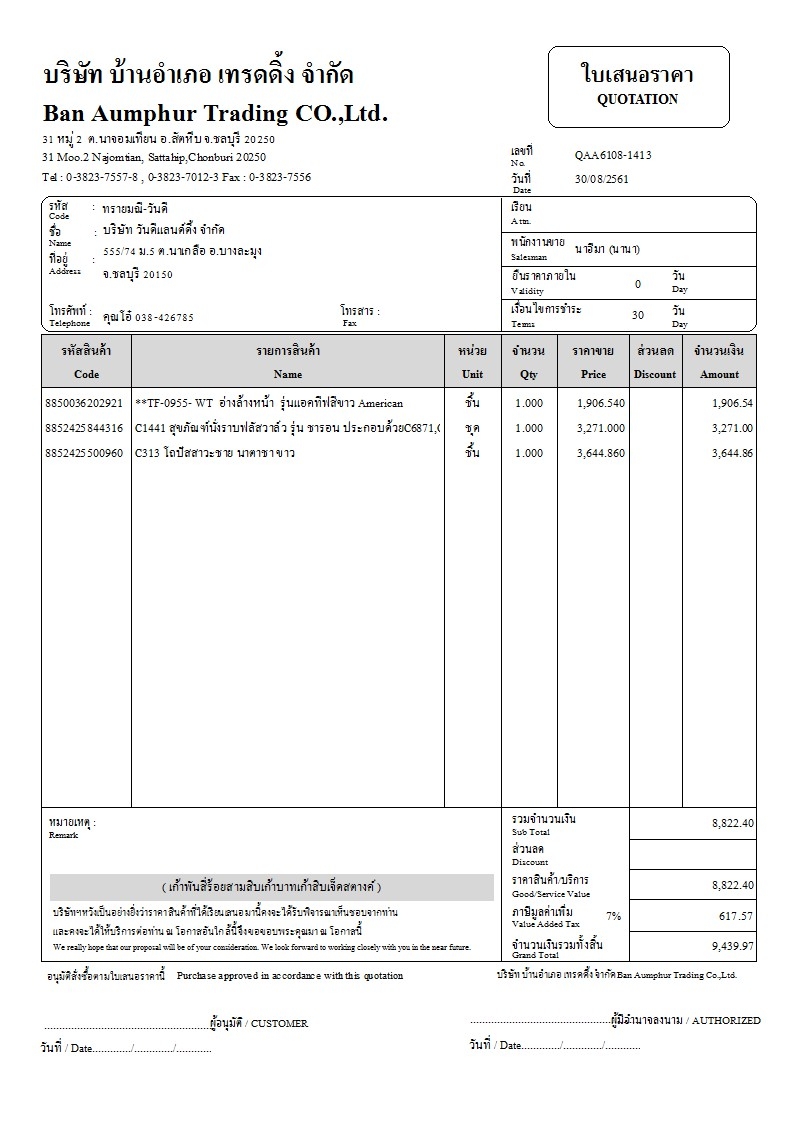 บริษัท บ้านอำเภอ เทรดดิ้ง จำกัด
Ban Aumphur Trading CO.,Ltd.
ใบเสนอราคา
QUOTATION
31 หมู่ 2 ต.นาจอมเทียน อ.สัตหีบ จ.ชลบุรี 20250
31 Moo.2 Najomtian, Sattahip,Chonburi 20250
Tel : 0-3823-7557-8 , 0-3823-7012-3 Fax : 0-3823-7556
เลขที่ QAA6108-1413
No.
วันที่ 30/08/2561
Date
รหัส : ทรายมณี-วันดี
Code
ชื่อ : บริษัท วันดีแลนด์ดิ้ง จำกัด
Name
ที่อยู่ : 555/74 ม.5 ต.นาเกลือ อ.บางละมุง
Address
จ.ชลบุรี 20150
โทรศัพท์ : คุณโอ๋ 038-426785 โทรสาร :
Telephone Fax
เรียน
Attn.
พนักงานขาย นาอีมา (นานา)
Salesman
ยืนราคาภายใน 0 วัน
Validity Day
เงื่อนไขการชำระ 30 วัน
Terms Day
รหัสสินค้า รายการสินค้า หน่วย จำนวน ราคาขาย ส่วนลด จำนวนเงิน
Code Name Unit Qty Price Discount Amount
8850036202921 **TF-0955- WT อ่างล้างหน้า รุ่นแอคทีฟสีขาว American ชิ้น 1.000 1,906.540 1,906.54
8852425844316 C1441 สุขภัณฑ์นั่งราบฟลัสวาล์ว รุ่น ชารอน ประกอบด้วยC6871,C ชุด 1.000 3,271.000 3,271.00
8852425500960 C313 โถปัสสาวะชาย นาตาชา ขาว ชิ้น 1.000 3,644.860 3,644.86
หมายเหตุ :
Remark
รวมจำนวนเงิน 8,822.40
Sub Total
ส่วนลด
Discount
ราคาสินค้า/บริการ 8,822.40
Good/Service Value
ภาษีมูลค่าเพิ่ม 7% 617.57
Value Added Tax
จำนวนเงินรวมทั้งสิ้น 9,439.97
Grand Total
( เก้าพันสี่ร้อยสามสิบเก้าบาทเก้าสิบเจ็ดสตางค์ )
บริษัทฯหวังเป็นอย่างยิ่งว่าราคาสินค้าที่ได้เรียนเสนอมานี้คงจะได้รับพิจารณาเห็นชอบจากท่าน
และคงจะได้ให้บริการต่อท่าน ณ โอกาสอันใกล้นี้จึงขอขอบพระคุณมา ณ โอกาสนี้
We really hope that our proposal will be of your consideration. We look forward to working closely with you in the near future.
อนุมัติสั่งซื้อตามใบเสนอราคานี้ Purchase approved in accordance with this quotation
บริษัท บ้านอำเภอ เทรดดิ้ง จำกัด Ban Aumphur Trading Co.,Ltd.
............................................................ผู้อนุมัติ / CUSTOMER
..................................................ผู้มีอำนาจลงนาม / AUTHORIZED
วันที่ / Date............./............./............
วันที่ / Date............./............./............